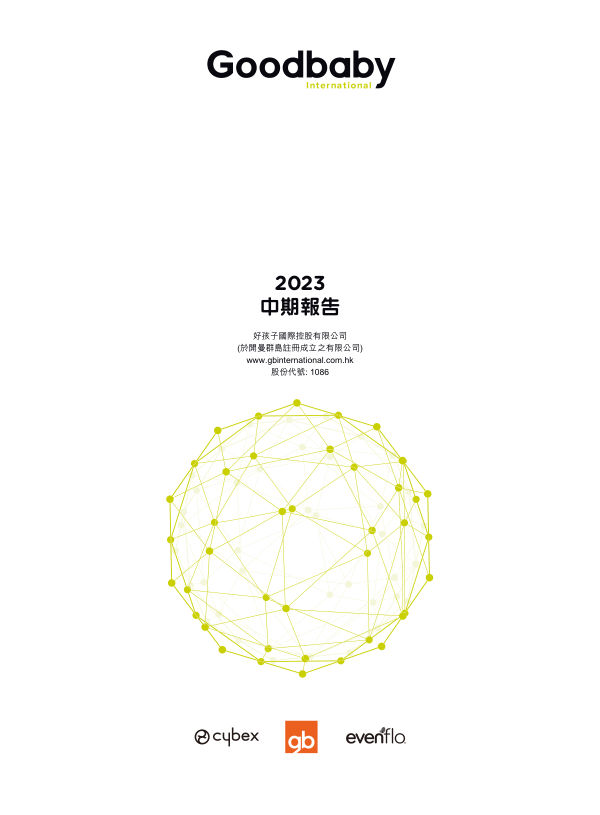 Goodbaby
International
2023
中期報告
好孩子國際控股有限公司
(於開曼群島註冊成立之有限公司)
www.gbinternational.com.hk
股份代號: 1086
cybex
gb
evenflo